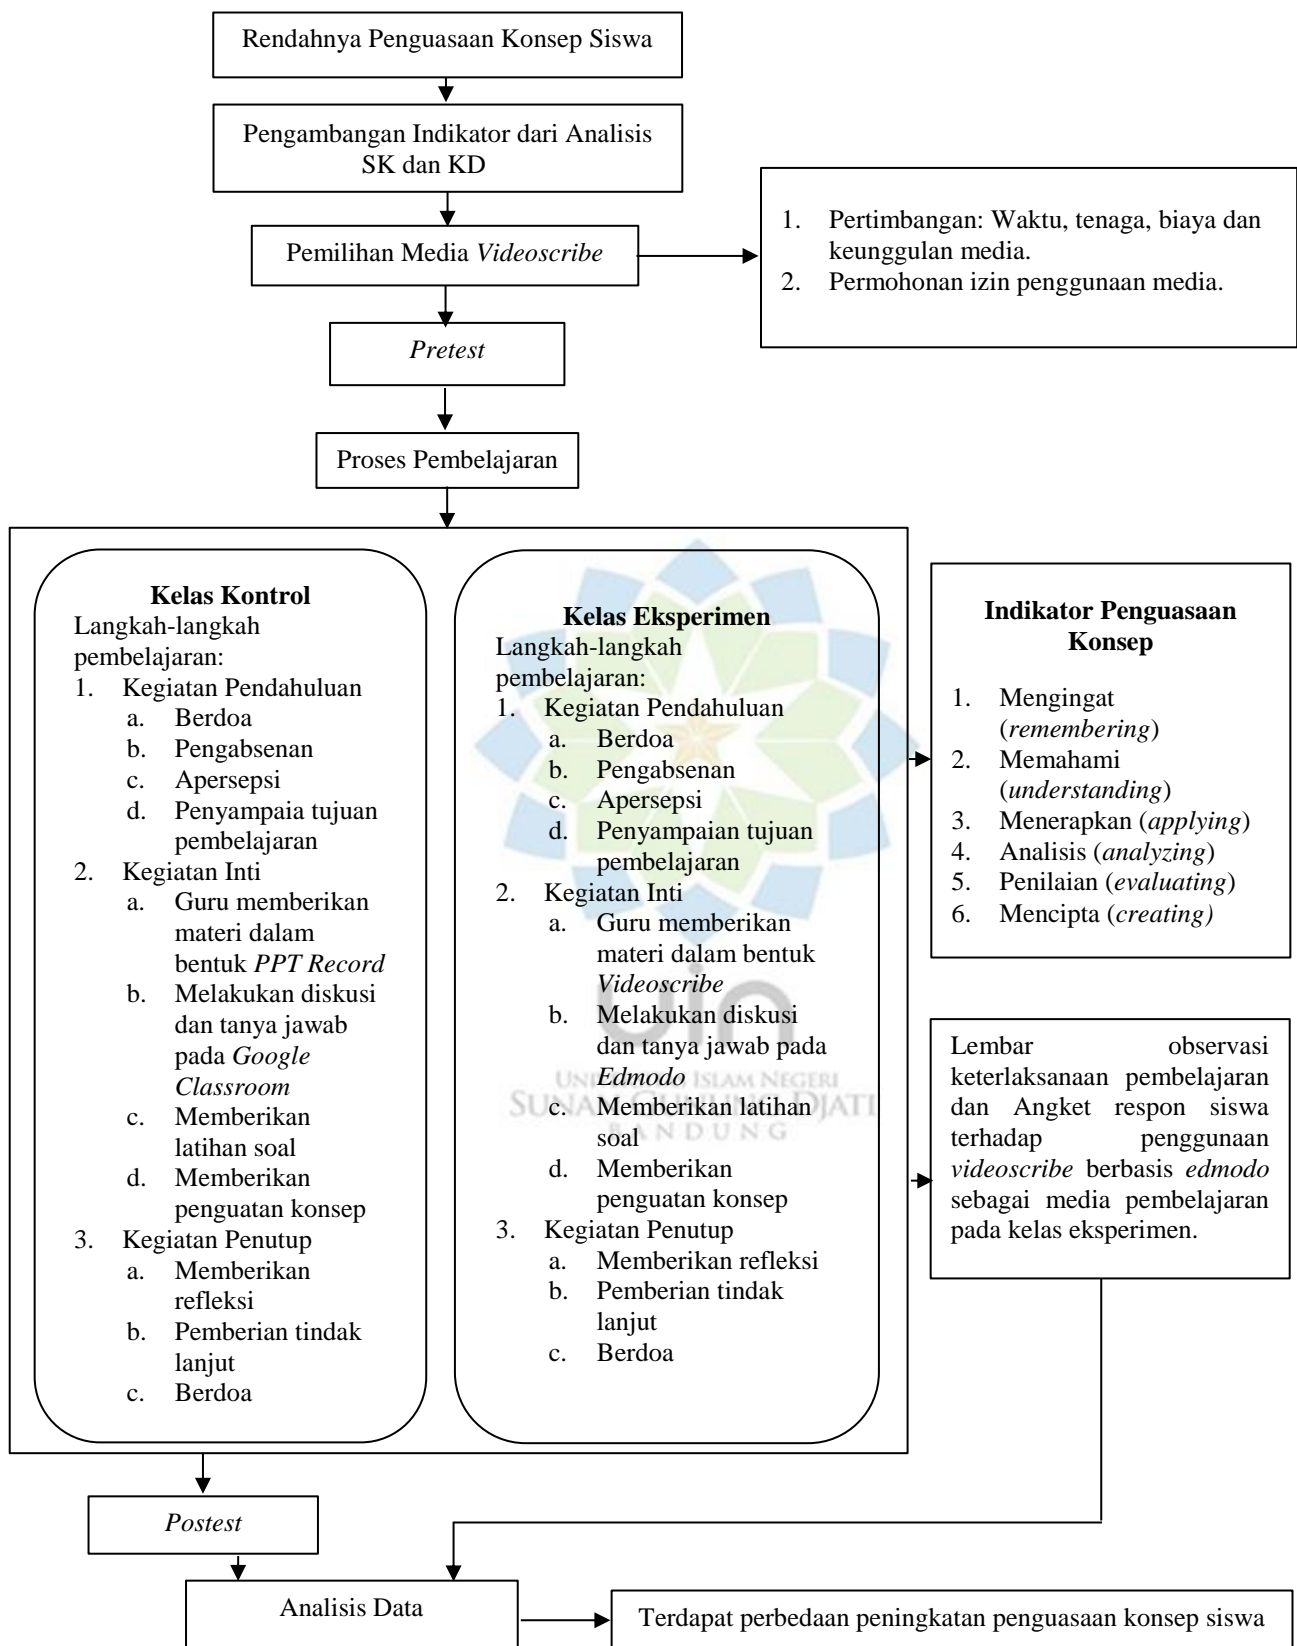 Rendahnya Penguasaan Konsep Siswa
Pengambangan Indikator dari Analisis
SK dan KD
Pemilihan Media Videoscribe
1. Pertimbangan: Waktu, tenaga, biaya dan
keunggulan media.
2. Permohonan izin penggunaan media.
Pretest
Proses Pembelajaran
Kelas Kontrol
Langkah-langkah
pembelajaran:
1. Kegiatan Pendahuluan
a. Berdoa
b. Pengabsenan
c. Apersepsi
d. Penyampaia tujuan
pembelajaran
2. Kegiatan Inti
a. Guru memberikan
materi dalam
bentuk PPT Record
b. Melakukan diskusi
dan tanya jawab
pada Google
Classroom
c. Memberikan
latihan soal
d. Memberikan
penguatan konsep
3. Kegiatan Penutup
a. Memberikan
refleksi
b. Pemberian tindak
lanjut
c. Berdoa
Kelas Eksperimen
Langkah-langkah
pembelajaran:
1. Kegiatan Pendahuluan
a. Berdoa
b. Pengabsenan
c. Apersepsi
d. Penyampaian tujuan
pembelajaran
2. Kegiatan Inti
a. Guru memberikan
materi dalam bentuk
Videoscribe
b. Melakukan diskusi
dan tanya jawab pada
Edmodo
c. Memberikan latihan
soal
d. Memberikan
penguatan konsep
3. Kegiatan Penutup
a. Memberikan refleksi
b. Pemberian tindak
lanjut
c. Berdoa
uin
UNIVERSITAS ISLAM NEGERI
SUNAN GUNUNG DJATI
BANDUNG
Indikator Penguasaan
Konsep
1. Mengingat
(remembering)
2. Memahami
(understanding)
3. Menerapkan (applying)
4. Analisis (analyzing)
5. Penilaian (evaluating)
6. Mencipta (creating)
Lembar observasi
keterlaksanaan pembelajaran
dan Angket respon siswa
terhadap penggunaan
videoscribe berbasis edmodo
sebagai media pembelajaran
pada kelas eksperimen.
Postest
Analisis Data
Terdapat perbedaan peningkatan penguasaan konsep siswa